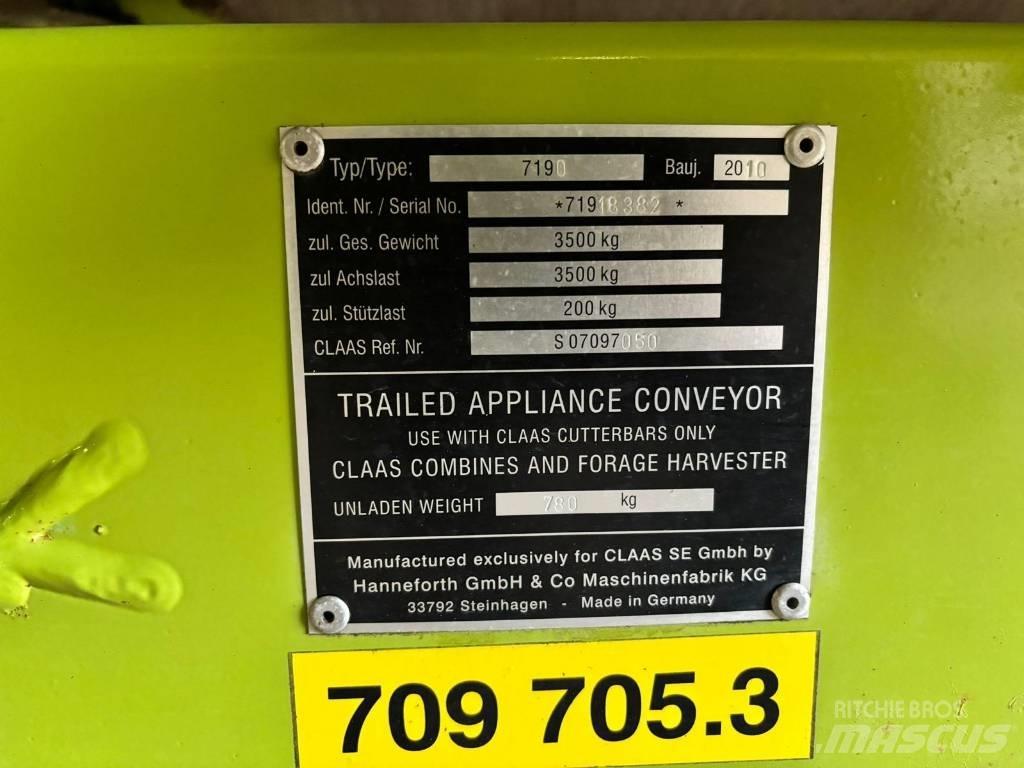 Typ/Type: 7190 Bauj. 2010
Ident. Nr. / Serial No. *71918382 *
zul. Ges. Gewicht 3500 kg
zul Achslast 3500 kg
zul. Stützlast 200 kg
CLAAS Ref. Nr. S 07097050
TRAILED APPLIANCE CONVEYOR
USE WITH CLAAS CUTTERBARS ONLY
CLAAS COMBINES AND FORAGE HARVESTER
UNLADEN WEIGHT 780 kg
Manufactured exclusively for CLAAS SE Gmbh by
Hanneforth GmbH & Co Maschinenfabrik KG
33792 Steinhagen - Made in Germany
709 705.3
RITCHIE BROS.
MASCUS